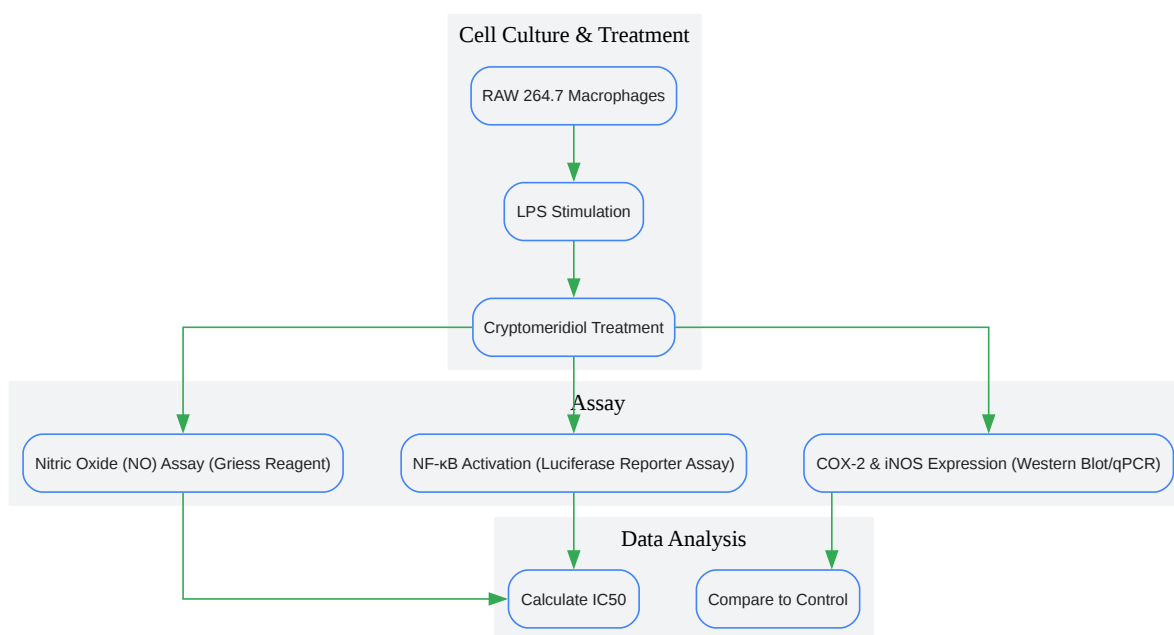 Cell Culture & Treatment
RAW 264.7 Macrophages
LPS Stimulation
Cryptomeridiol Treatment
Assay
Nitric Oxide (NO) Assay (Griess Reagent)
NF-κB Activation (Luciferase Reporter Assay)
COX-2 & iNOS Expression (Western Blot/qPCR)
Data Analysis
Calculate IC50
Compare to Control